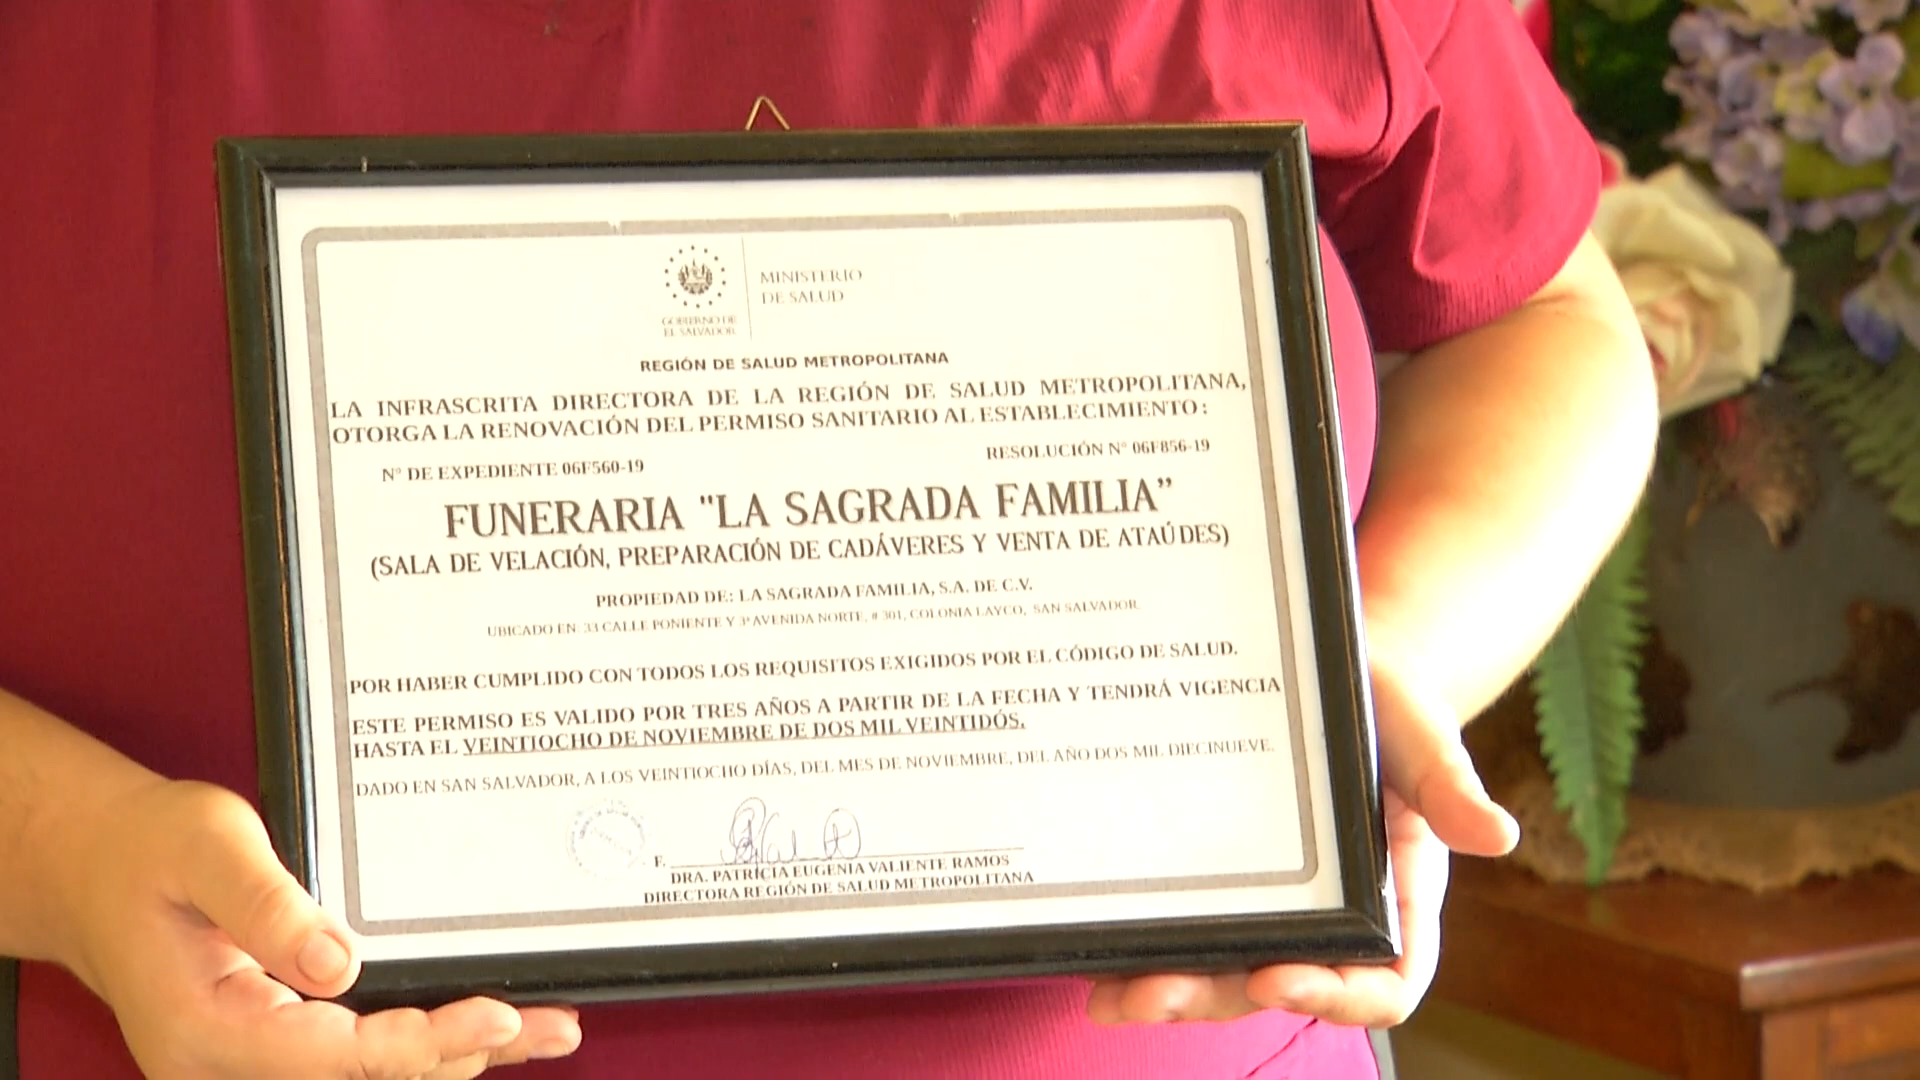 MINISTERIO
DE SALUD
GOBIERNO DE
EL SALVADOR
REGIÓN DE SALUD METROPOLITANA
LA INFRASCRITA DIRECTORA DE LA REGIÓN DE SALUD METROPOLITANA,
OTORGA LA RENOVACIÓN DEL PERMISO SANITARIO AL ESTABLECIMIENTO:
N° DE EXPEDIENTE 06F560-19 RESOLUCIÓN N° 06F856-19
FUNERARIA "LA SAGRADA FAMILIA”
(SALA DE VELACIÓN, PREPARACIÓN DE CADÁVERES Y VENTA DE ATAÚDES)
PROPIEDAD DE: LA SAGRADA FAMILIA, S.A. DE C.V.
UBICADO EN: 33 CALLE PONIENTE Y 3ª AVENIDA NORTE, # 301, COLONIA LAYCO, SAN SALVADOR.
POR HABER CUMPLIDO CON TODOS LOS REQUISITOS EXIGIDOS POR EL CÓDIGO DE SALUD.
ESTE PERMISO ES VALIDO POR TRES AÑOS A PARTIR DE LA FECHA Y TENDRÁ VIGENCIA
HASTA EL VEINTIOCHO DE NOVIEMBRE DE DOS MIL VEINTIDÓS.
DADO EN SAN SALVADOR, A LOS VEINTIOCHO DÍAS, DEL MES DE NOVIEMBRE, DEL AÑO DOS MIL DIECINUEVE.
F.
DRA. PATRICIA EUGENIA VALIENTE RAMOS
DIRECTORA REGIÓN DE SALUD METROPOLITANA